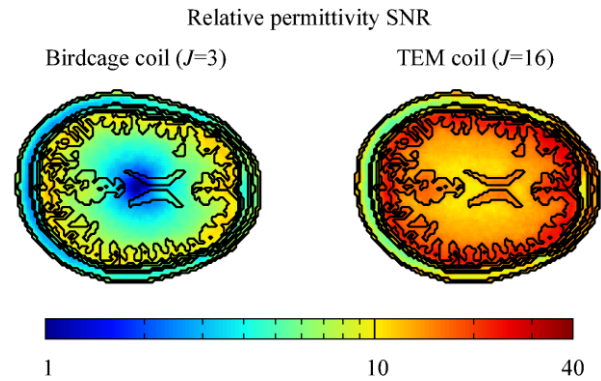 Relative permittivity SNR
Birdcage coil (J=3) TEM coil (J=16)
1 10 40